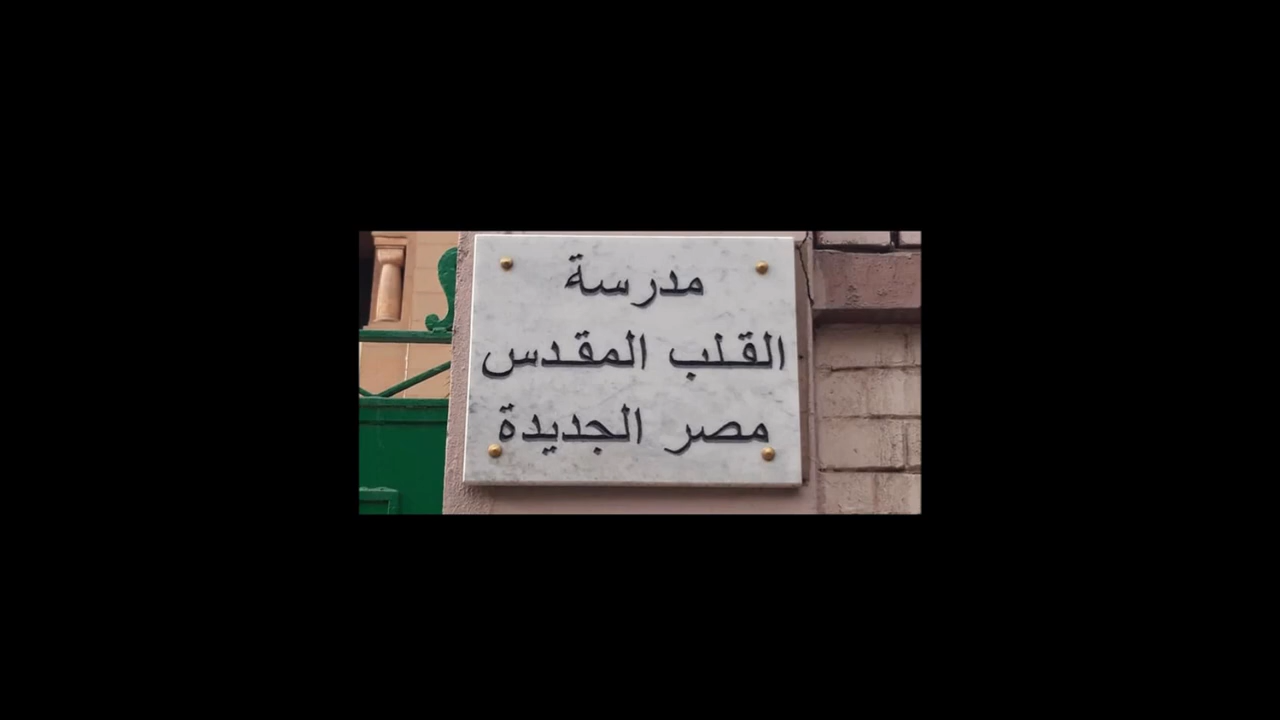 مدرسة
القلب المقدس
مصر الجديدة